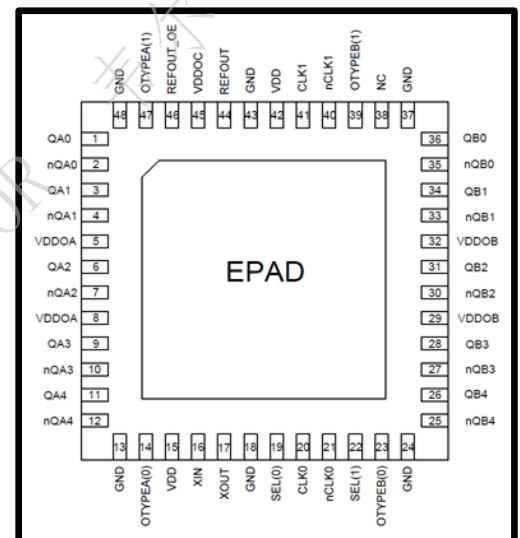 GND OTYPEA(1) REFOUT_OE VDDOC REFOUT GND VDD CLK1 nCLK1 OTYPEB(1) NC GND
48 47 46 45 44 43 42 41 40 39 38 37
QA0 1 36 QB0
nQA0 2 35 nQB0
QA1 3 34 QB1
nQA1 4 33 nQB1
VDDOA 5 32 VDDOB
QA2 6 31 QB2
EPAD
nQA2 7 30 nQB2
VDDOA 8 29 VDDOB
QA3 9 28 QB3
nQA3 10 27 nQB3
QA4 11 26 QB4
nQA4 12 25 nQB4
13 14 15 16 17 18 19 20 21 22 23 24
GND OTYPEA(0) VDD XIN XOUT GND SEL(0) CLK0 nCLK0 SEL(1) OTYPEB(0) GND